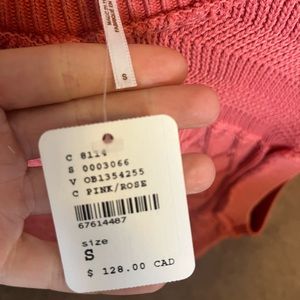 S
C 8114
S 0003066
V OB1354255
C PINK/ROSE
67614487
size
S
$ 128.00 CAD